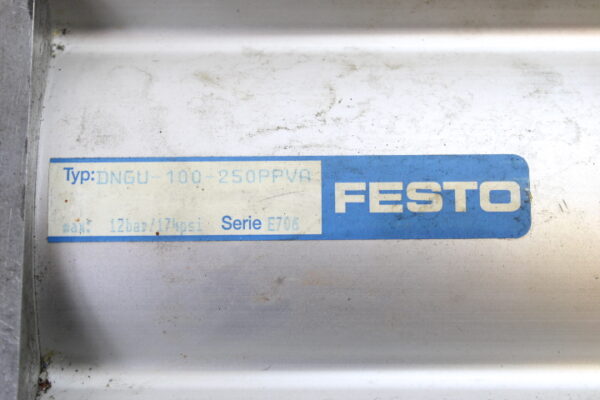 Typ: DNGU-100-250PPVA
FESTO
max. 12bar/174psi Serie E706